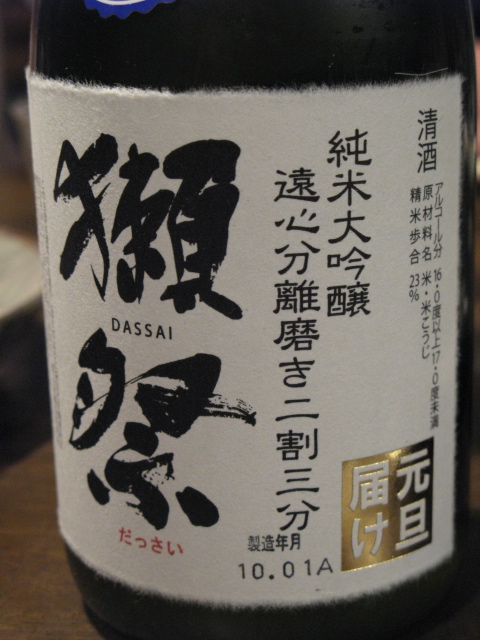 清酒
アルコール分 16.0度以上17.0度未満
原材料名 米・米こうじ
精米歩合 23%
純米大吟醸
遠心分離磨き二割三分
獺祭
DASSAI
だっさい
元旦
届け
製造年月
10.01A